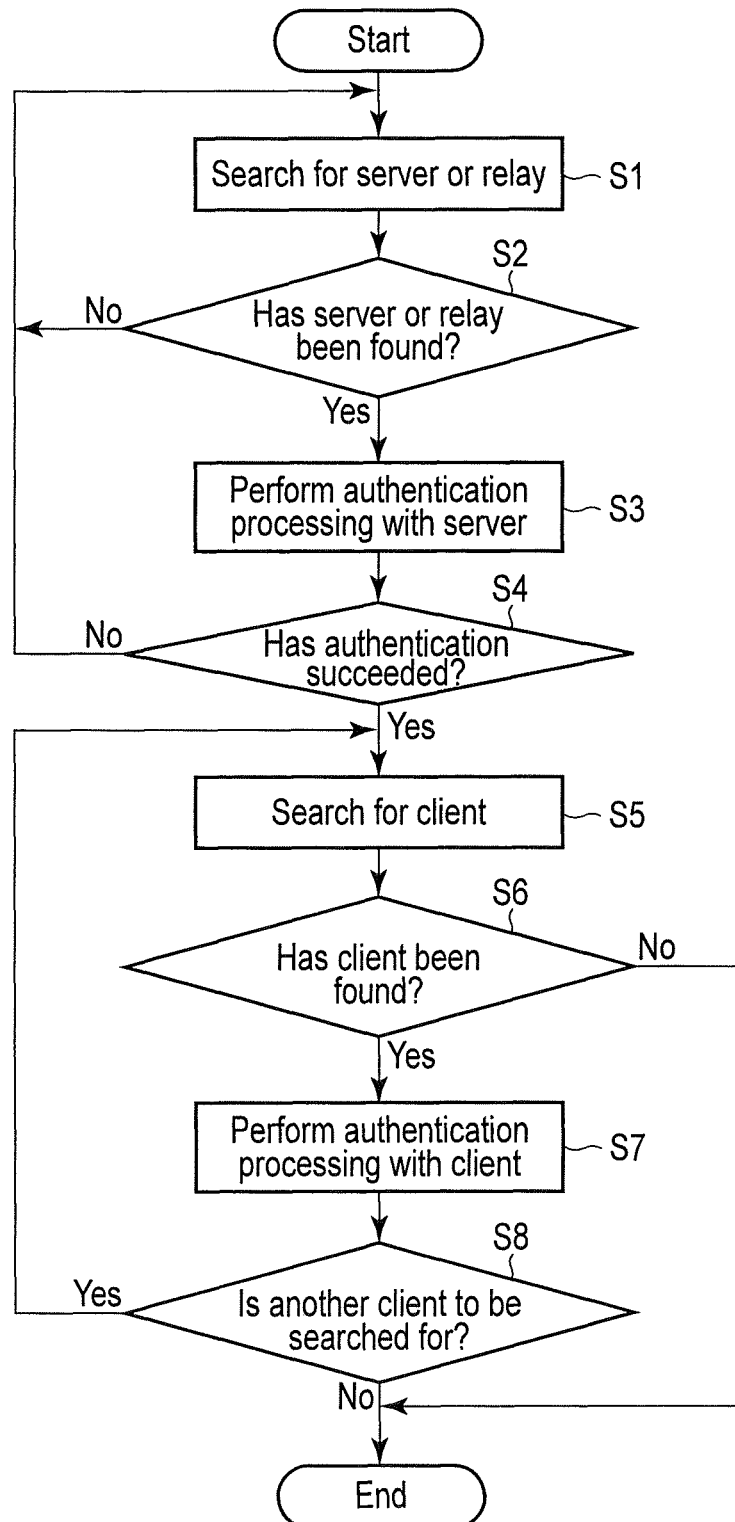 Start
Search for server or relay
S1
S2
Has server or relay
been found?
No
Yes
Perform authentication
processing with server
S3
S4
Has authentication
succeeded?
No
Yes
Search for client
S5
S6
Has client been
found?
No
Yes
Perform authentication
processing with client
S7
S8
Is another client to be
searched for?
Yes
No
End